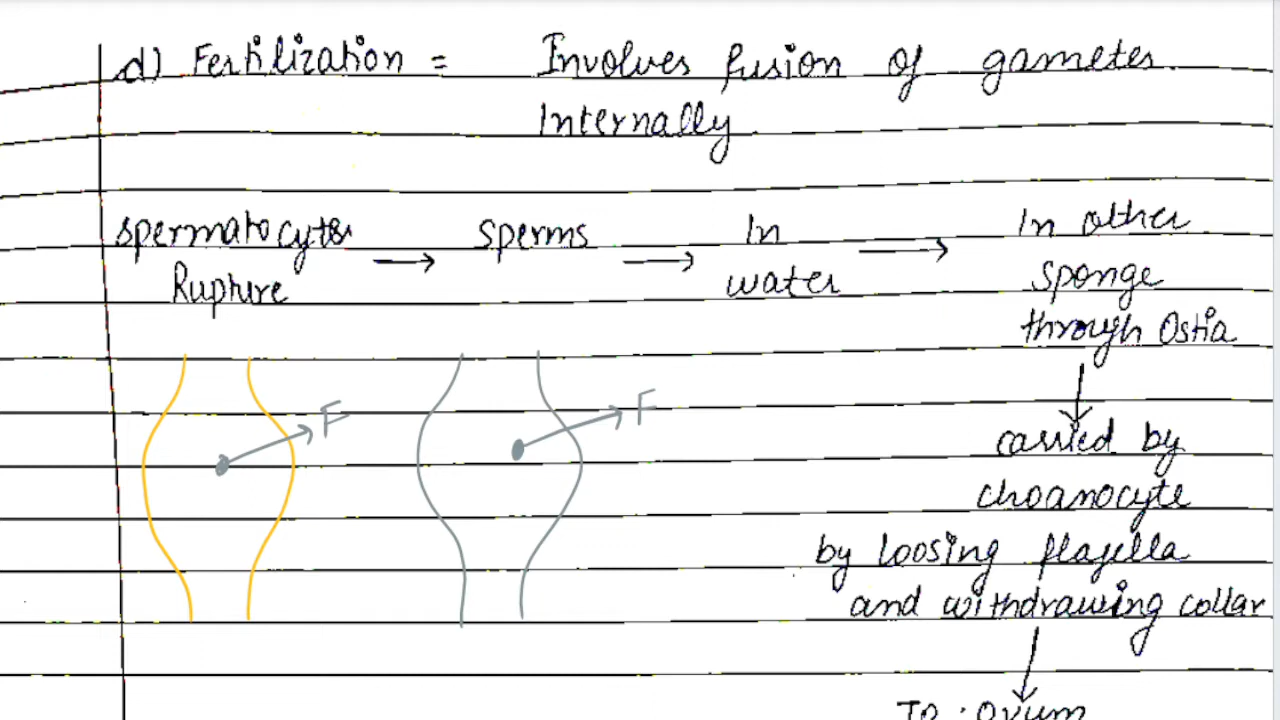 d) Fertilization = Involves fusion of gametes.
Internally.
Spermatocytes → Sperms → In → In other
Rupture water sponge
through Ostia
F F
carried by
choanocyte
by loosing flagella
and withdrawing collar
To Ovum